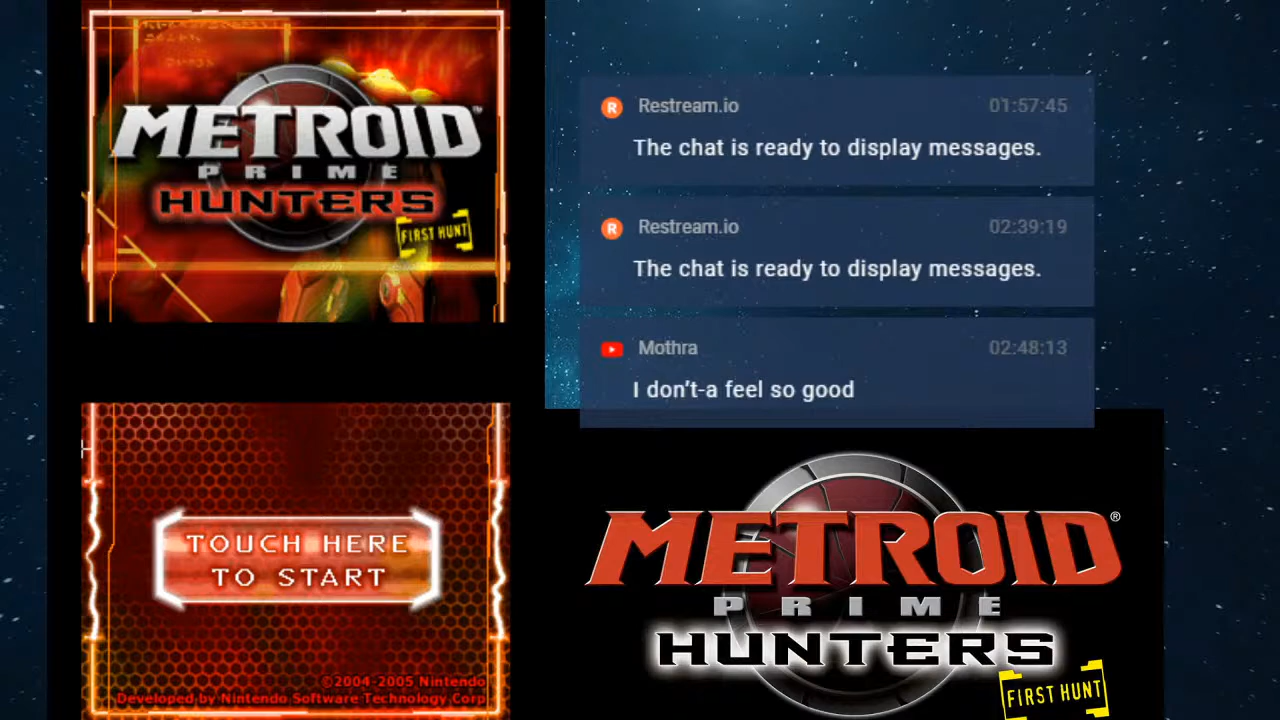 METROID™
PRIME
HUNTERS
FIRST HUNT
TOUCH HERE
TO START
©2004-2005 Nintendo
Developed by Nintendo Software Technology Corp
R Restream.io 01:57:45
The chat is ready to display messages.
R Restream.io 02:39:19
The chat is ready to display messages.
Mothra 02:48:13
I don't-a feel so good
METROID®
PRIME
HUNTERS
FIRST HUNT